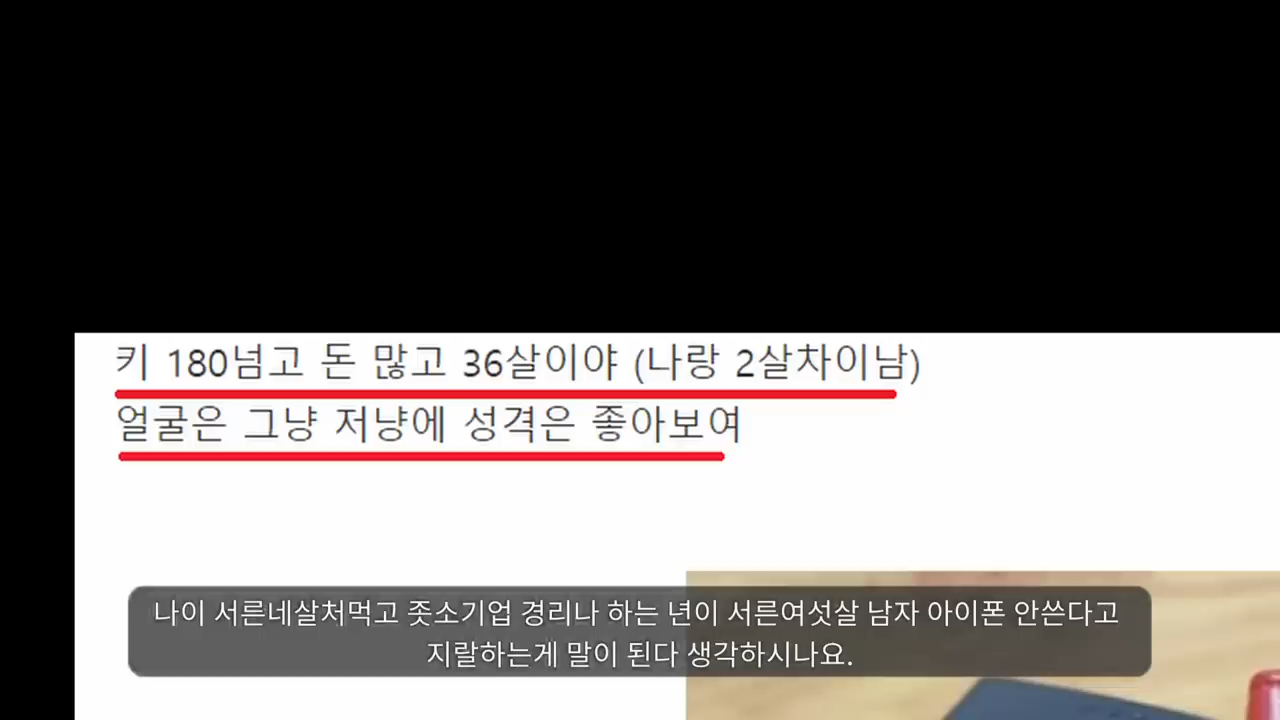 키 180넘고 돈 많고 36살이야 (나랑 2살차이남)
얼굴은 그냥 저냥에 성격은 좋아보여
나이 서른네살처먹고 좃소기업 경리나 하는 년이 서른여섯살 남자 아이폰 안쓴다고
지랄하는게 말이 된다 생각하시나요.